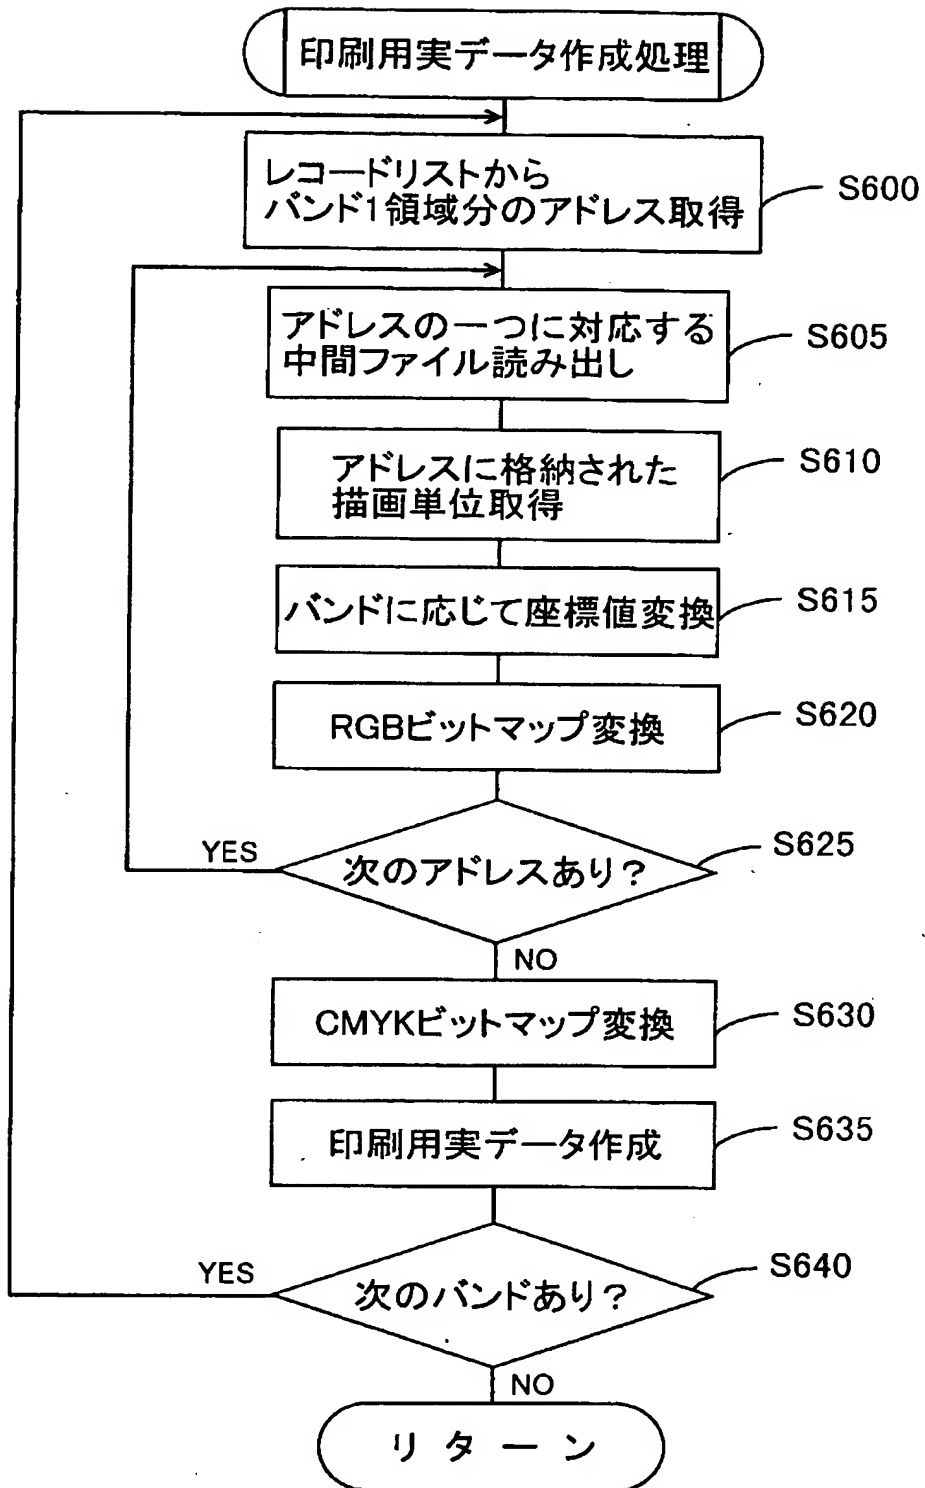 印刷用実データ作成処理
レコードリストから
バンド1領域分のアドレス取得
S600
アドレスの一つに対応する
中間ファイル読み出し
S605
アドレスに格納された
描画単位取得
S610
バンドに応じて座標値変換
S615
RGBビットマップ変換
S620
次のアドレスあり？
S625
YES
NO
CMYKビットマップ変換
S630
印刷用実データ作成
S635
次のバンドあり？
S640
YES
NO
リターン